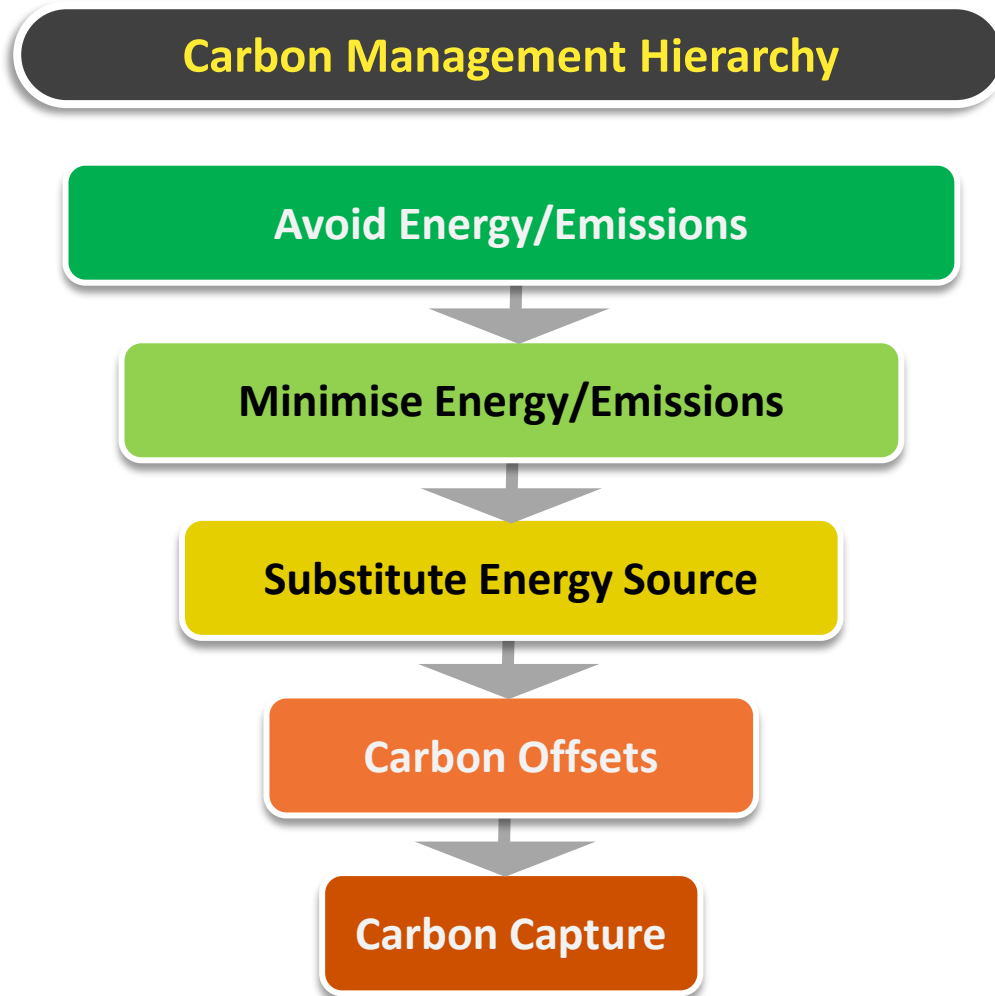 Carbon Management Hierarchy
Avoid Energy/Emissions
Minimise Energy/Emissions
Substitute Energy Source
Carbon Offsets
Carbon Capture